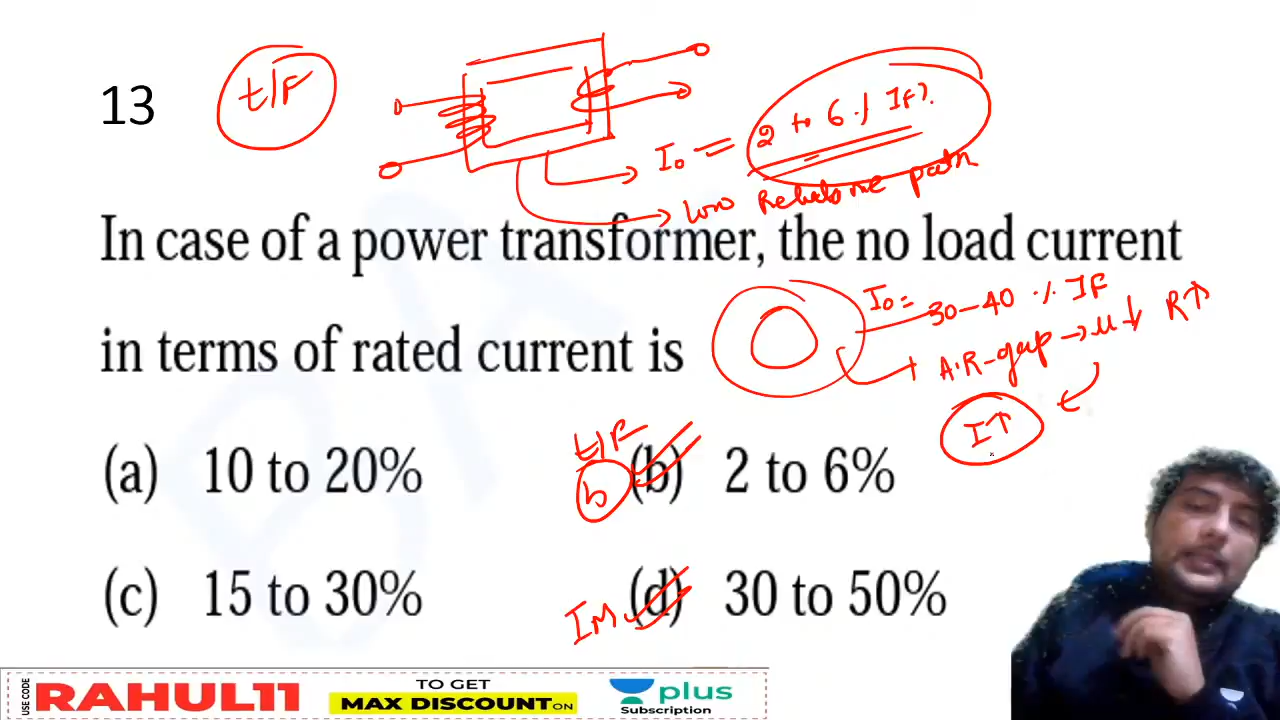 13
t/F
I₀ = 2 to 6 % If).
low Reluctance path
In case of a power transformer, the no load current
I₀ = 30-40 % IF
in terms of rated current is
A.R-gap → μ↓ R↑
I↑
t/F
b
(a) 10 to 20% (b) 2 to 6%
(c) 15 to 30% (d) 30 to 50%
IM
USE CODE
RAHUL11
TO GET
MAX DISCOUNT ON
plus
Subscription